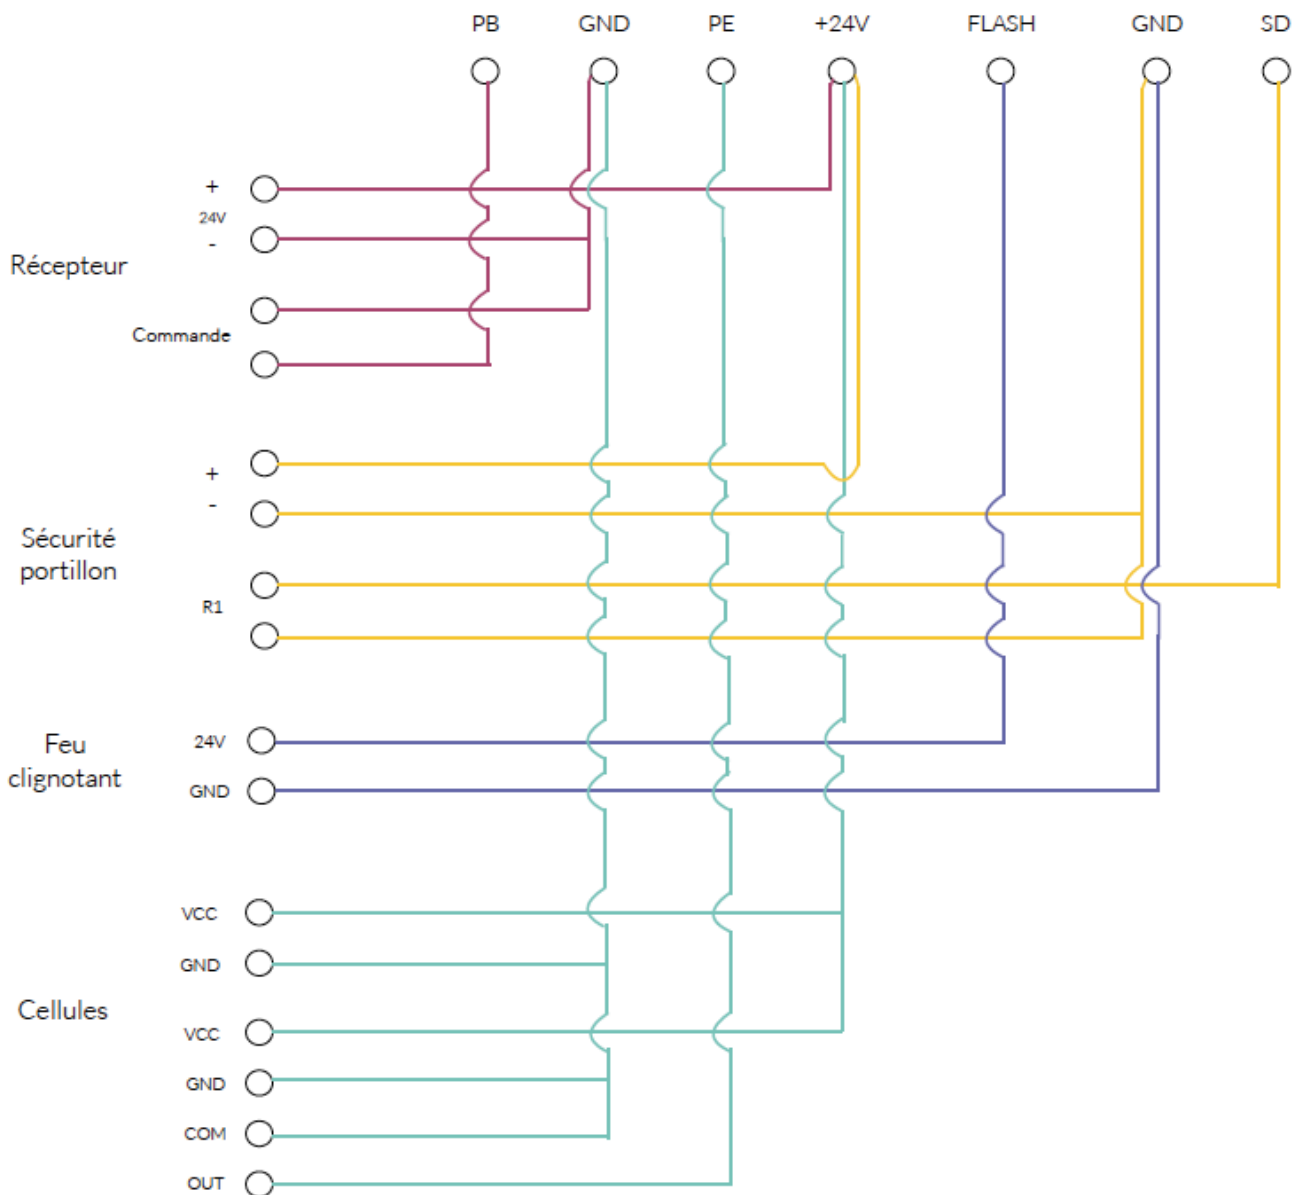 PB GND PE +24V FLASH GND SD
+
24V
-
Récepteur
Commande
+
-
Sécurité
portillon
R1
24V
Feu
clignotant
GND
VCC
GND
Cellules
VCC
GND
COM
OUT